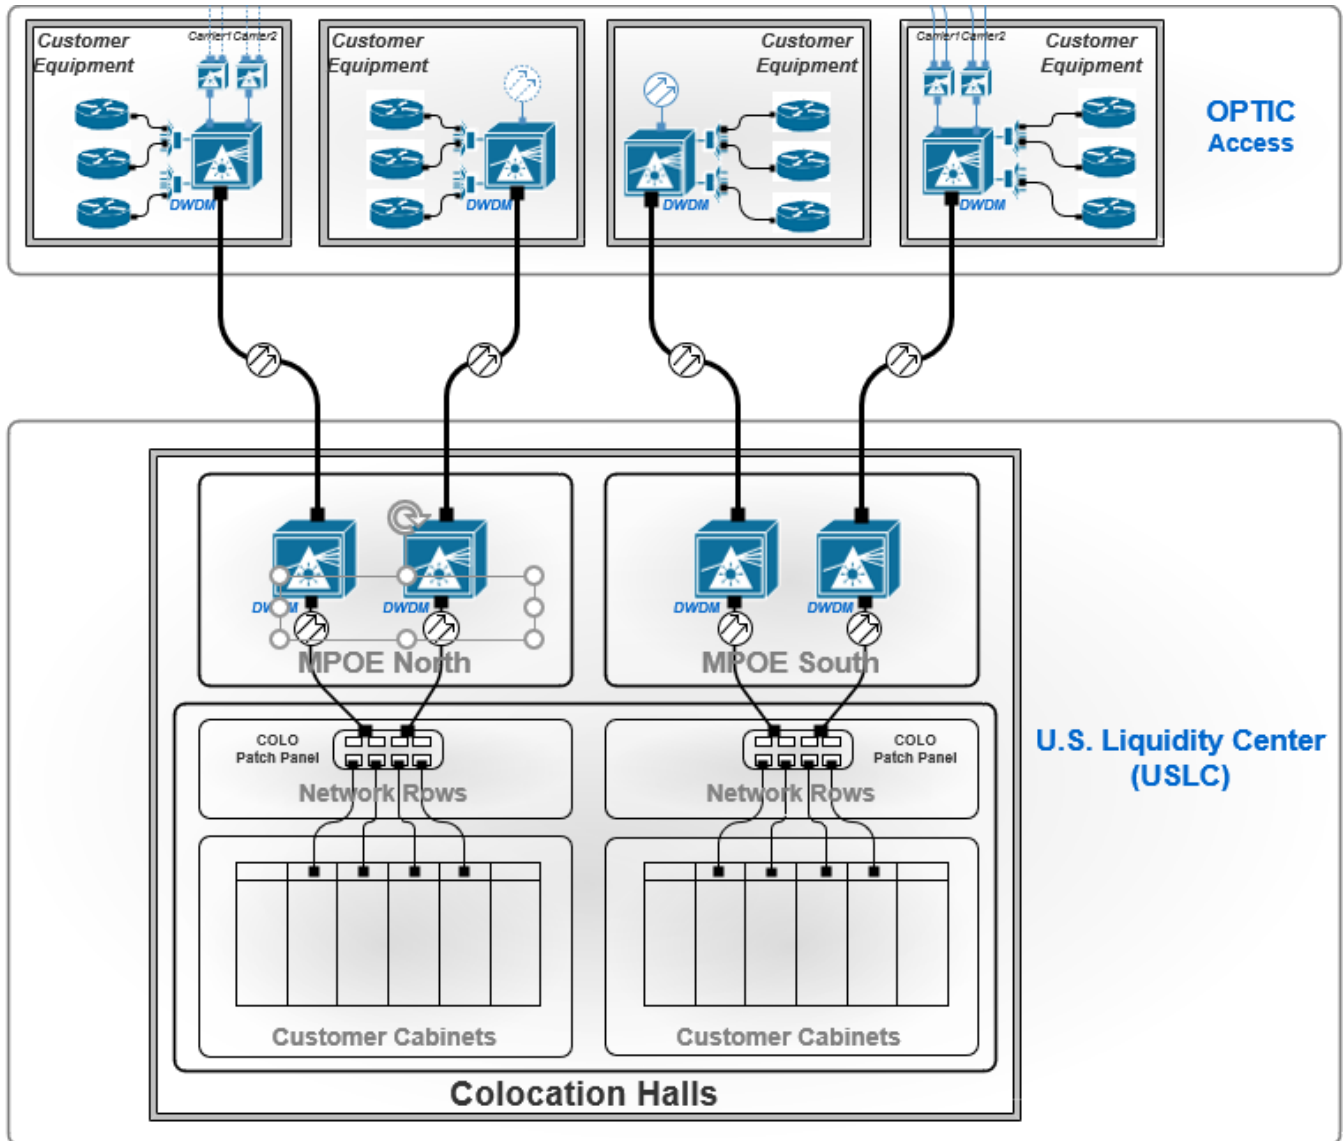 Customer
Equipment
Carrier1 Carrier2
DWDM
Customer
Equipment
DWDM
Customer
Equipment
DWDM
Carrier1 Carrier2
Customer
Equipment
DWDM
OPTIC
Access
DWDM
DWDM
MPOE North
DWDM
DWDM
MPOE South
COLO
Patch Panel
Network Rows
COLO
Patch Panel
Network Rows
U.S. Liquidity Center
(USLC)
Customer Cabinets
Customer Cabinets
Colocation Halls